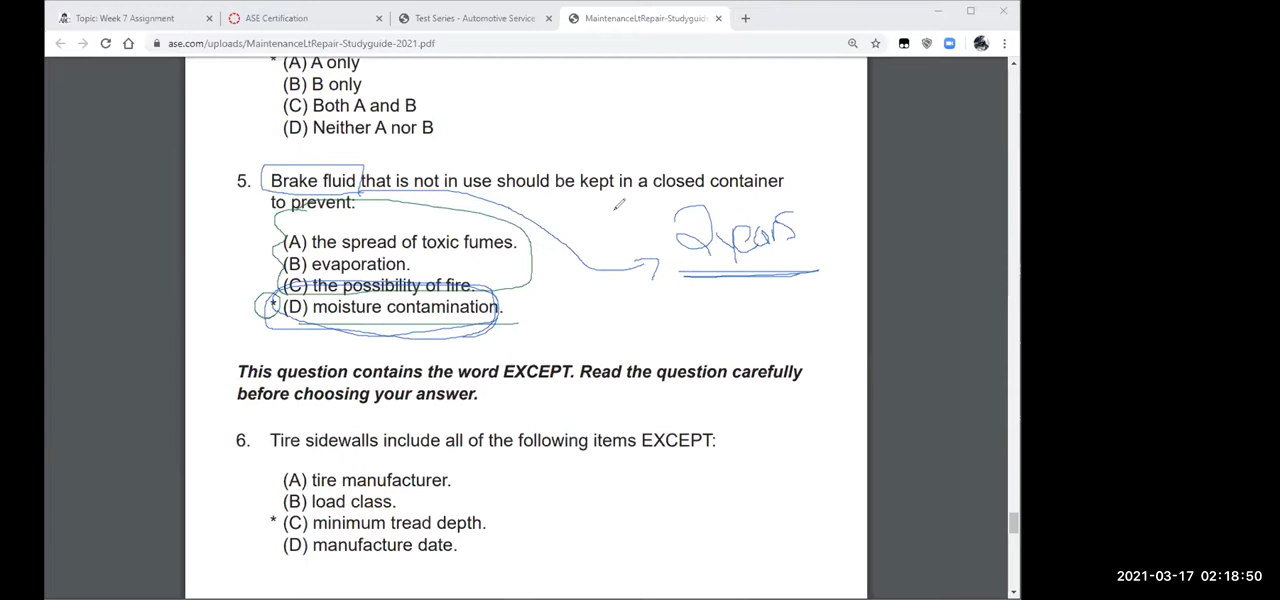 Topic: Week 7 Assignment
ASE Certification
Test Series - Automotive Service
MaintenanceLtRepair-Studyguid
ase.com/uploads/MaintenanceLtRepair-Studyguide-2021.pdf
* (A) A only
(B) B only
(C) Both A and B
(D) Neither A nor B
5. Brake fluid that is not in use should be kept in a closed container
to prevent:
2 years
(A) the spread of toxic fumes.
(B) evaporation.
(C) the possibility of fire.
* (D) moisture contamination.
This question contains the word EXCEPT. Read the question carefully
before choosing your answer.
6. Tire sidewalls include all of the following items EXCEPT:
(A) tire manufacturer.
(B) load class.
* (C) minimum tread depth.
(D) manufacture date.
2021-03-17 02:18:50